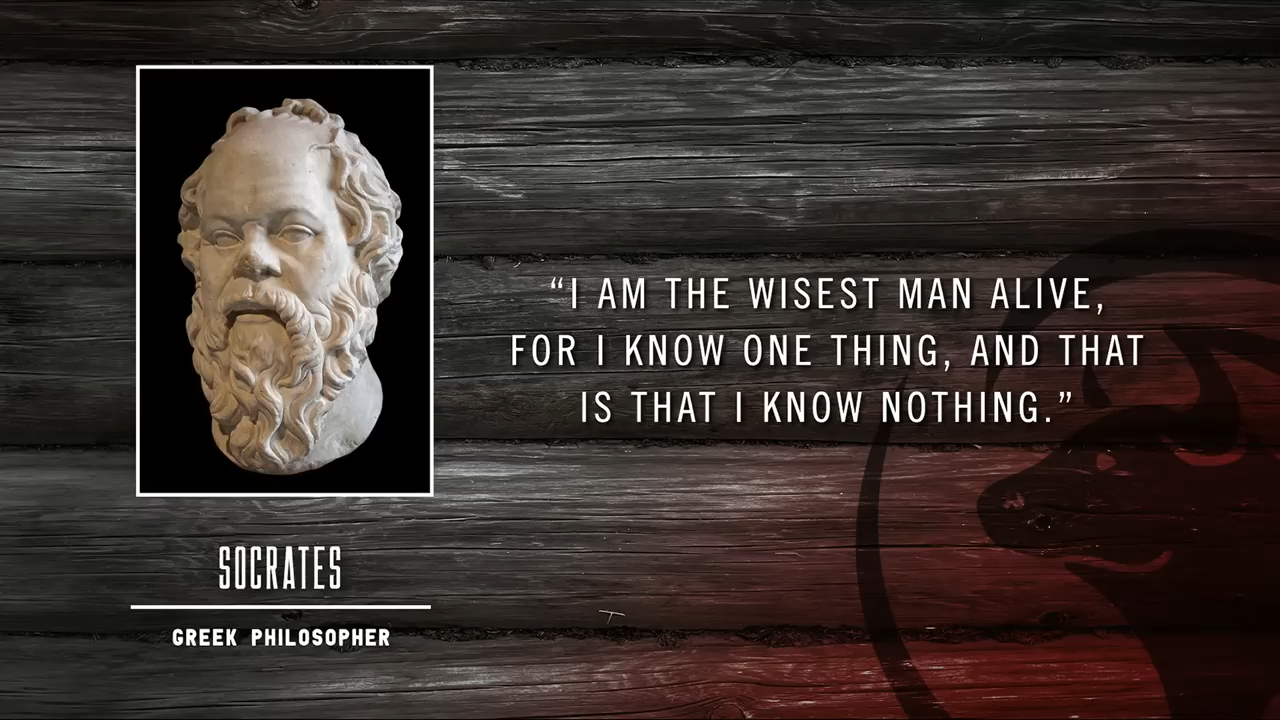 “I AM THE WISEST MAN ALIVE,
FOR I KNOW ONE THING, AND THAT
IS THAT I KNOW NOTHING.”
SOCRATES
GREEK PHILOSOPHER